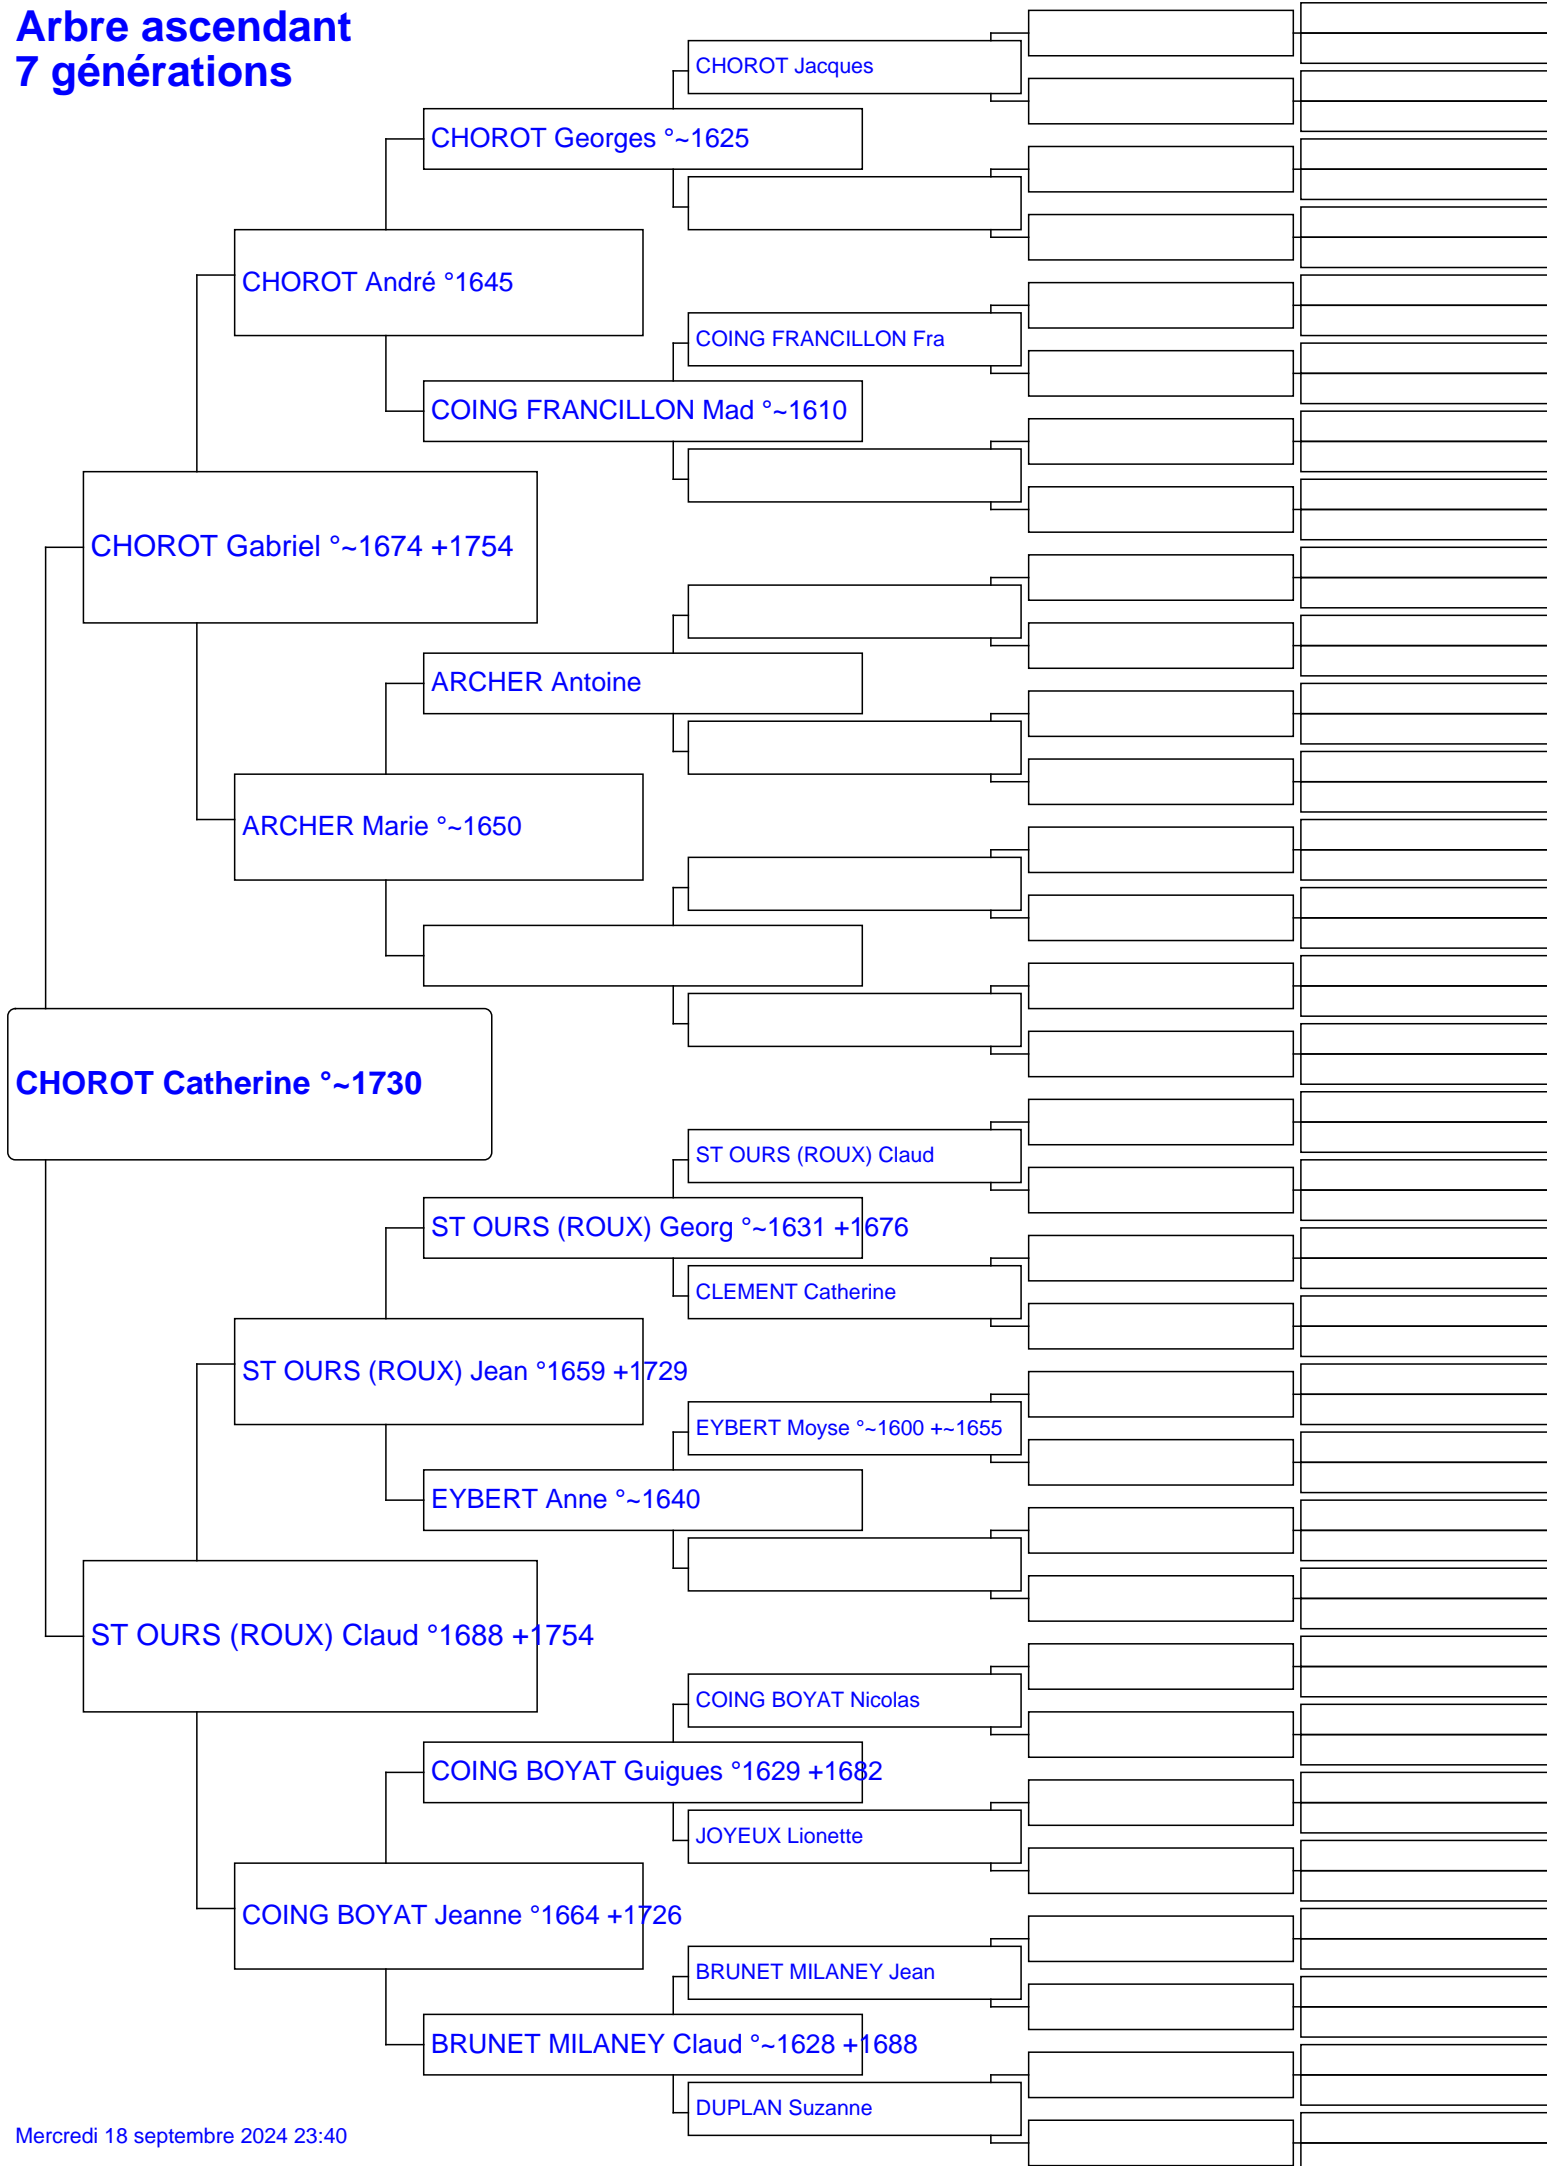 Arbre ascendant
7 générations
CHOROT Jacques
CHOROT Georges °~1625
CHOROT André °1645
COING FRANCILLON Fra
COING FRANCILLON Mad °~1610
CHOROT Gabriel °~1674 +1754
ARCHER Antoine
ARCHER Marie °~1650
CHOROT Catherine °~1730
ST OURS (ROUX) Claud
ST OURS (ROUX) Georg °~1631 +1676
CLEMENT Catherine
ST OURS (ROUX) Jean °1659 +1729
EYBERT Moyse °~1600 +~1655
EYBERT Anne °~1640
ST OURS (ROUX) Claud °1688 +1754
COING BOYAT Nicolas
COING BOYAT Guigues °1629 +1682
JOYEUX Lionette
COING BOYAT Jeanne °1664 +1726
BRUNET MILANEY Jean
BRUNET MILANEY Claud °~1628 +1688
DUPLAN Suzanne
Mercredi 18 septembre 2024 23:40